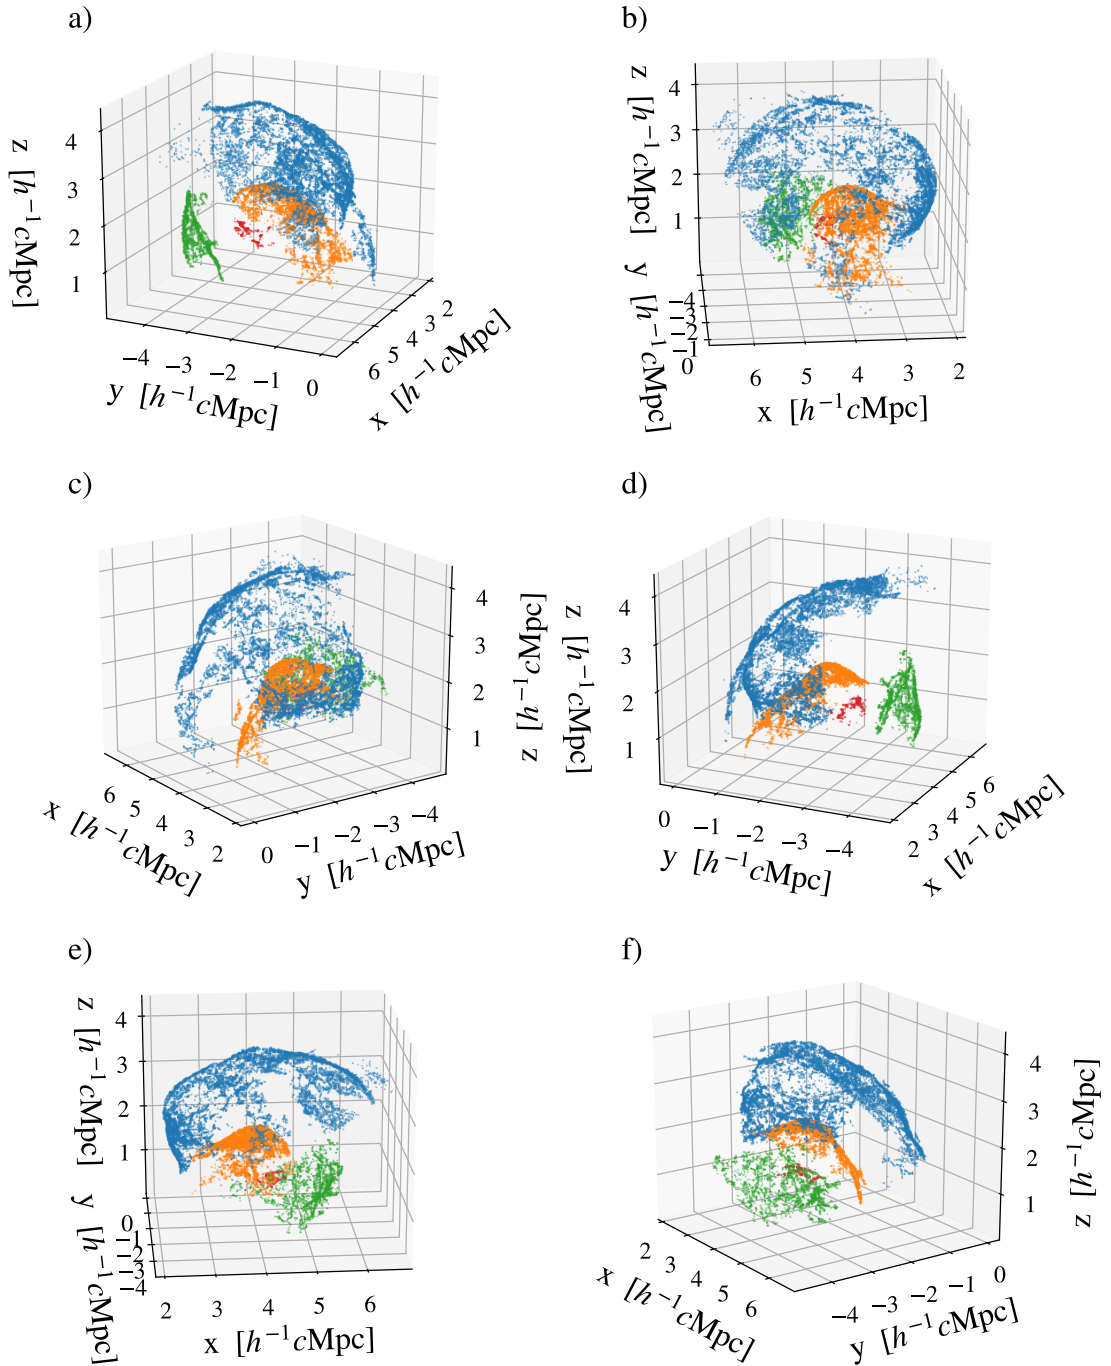 a)
z [h⁻¹cMpc]
4
3
2
1
−4 −3 −2 −1 0
y [h⁻¹cMpc]
6 5 4 3 2
x [h⁻¹cMpc]
b)
z [h⁻¹cMpc]
4
3
2
1
y [h⁻¹cMpc]
−4
−3
−2
−1
0
6 5 4 3 2
x [h⁻¹cMpc]
c)
z [h⁻¹cMpc]
4
3
2
1
6 5 4 3 2
x [h⁻¹cMpc]
0 −1 −2 −3 −4
y [h⁻¹cMpc]
d)
z [h⁻¹cMpc]
4
3
2
1
0 −1 −2 −3 −4
y [h⁻¹cMpc]
2 3 4 5 6
x [h⁻¹cMpc]
e)
z [h⁻¹cMpc]
4
3
2
1
y [h⁻¹cMpc]
0
−1
−2
−3
−4
2 3 4 5 6
x [h⁻¹cMpc]
f)
z [h⁻¹cMpc]
4
3
2
1
2 3 4 5 6
x [h⁻¹cMpc]
−4 −3 −2 −1 0
y [h⁻¹cMpc]